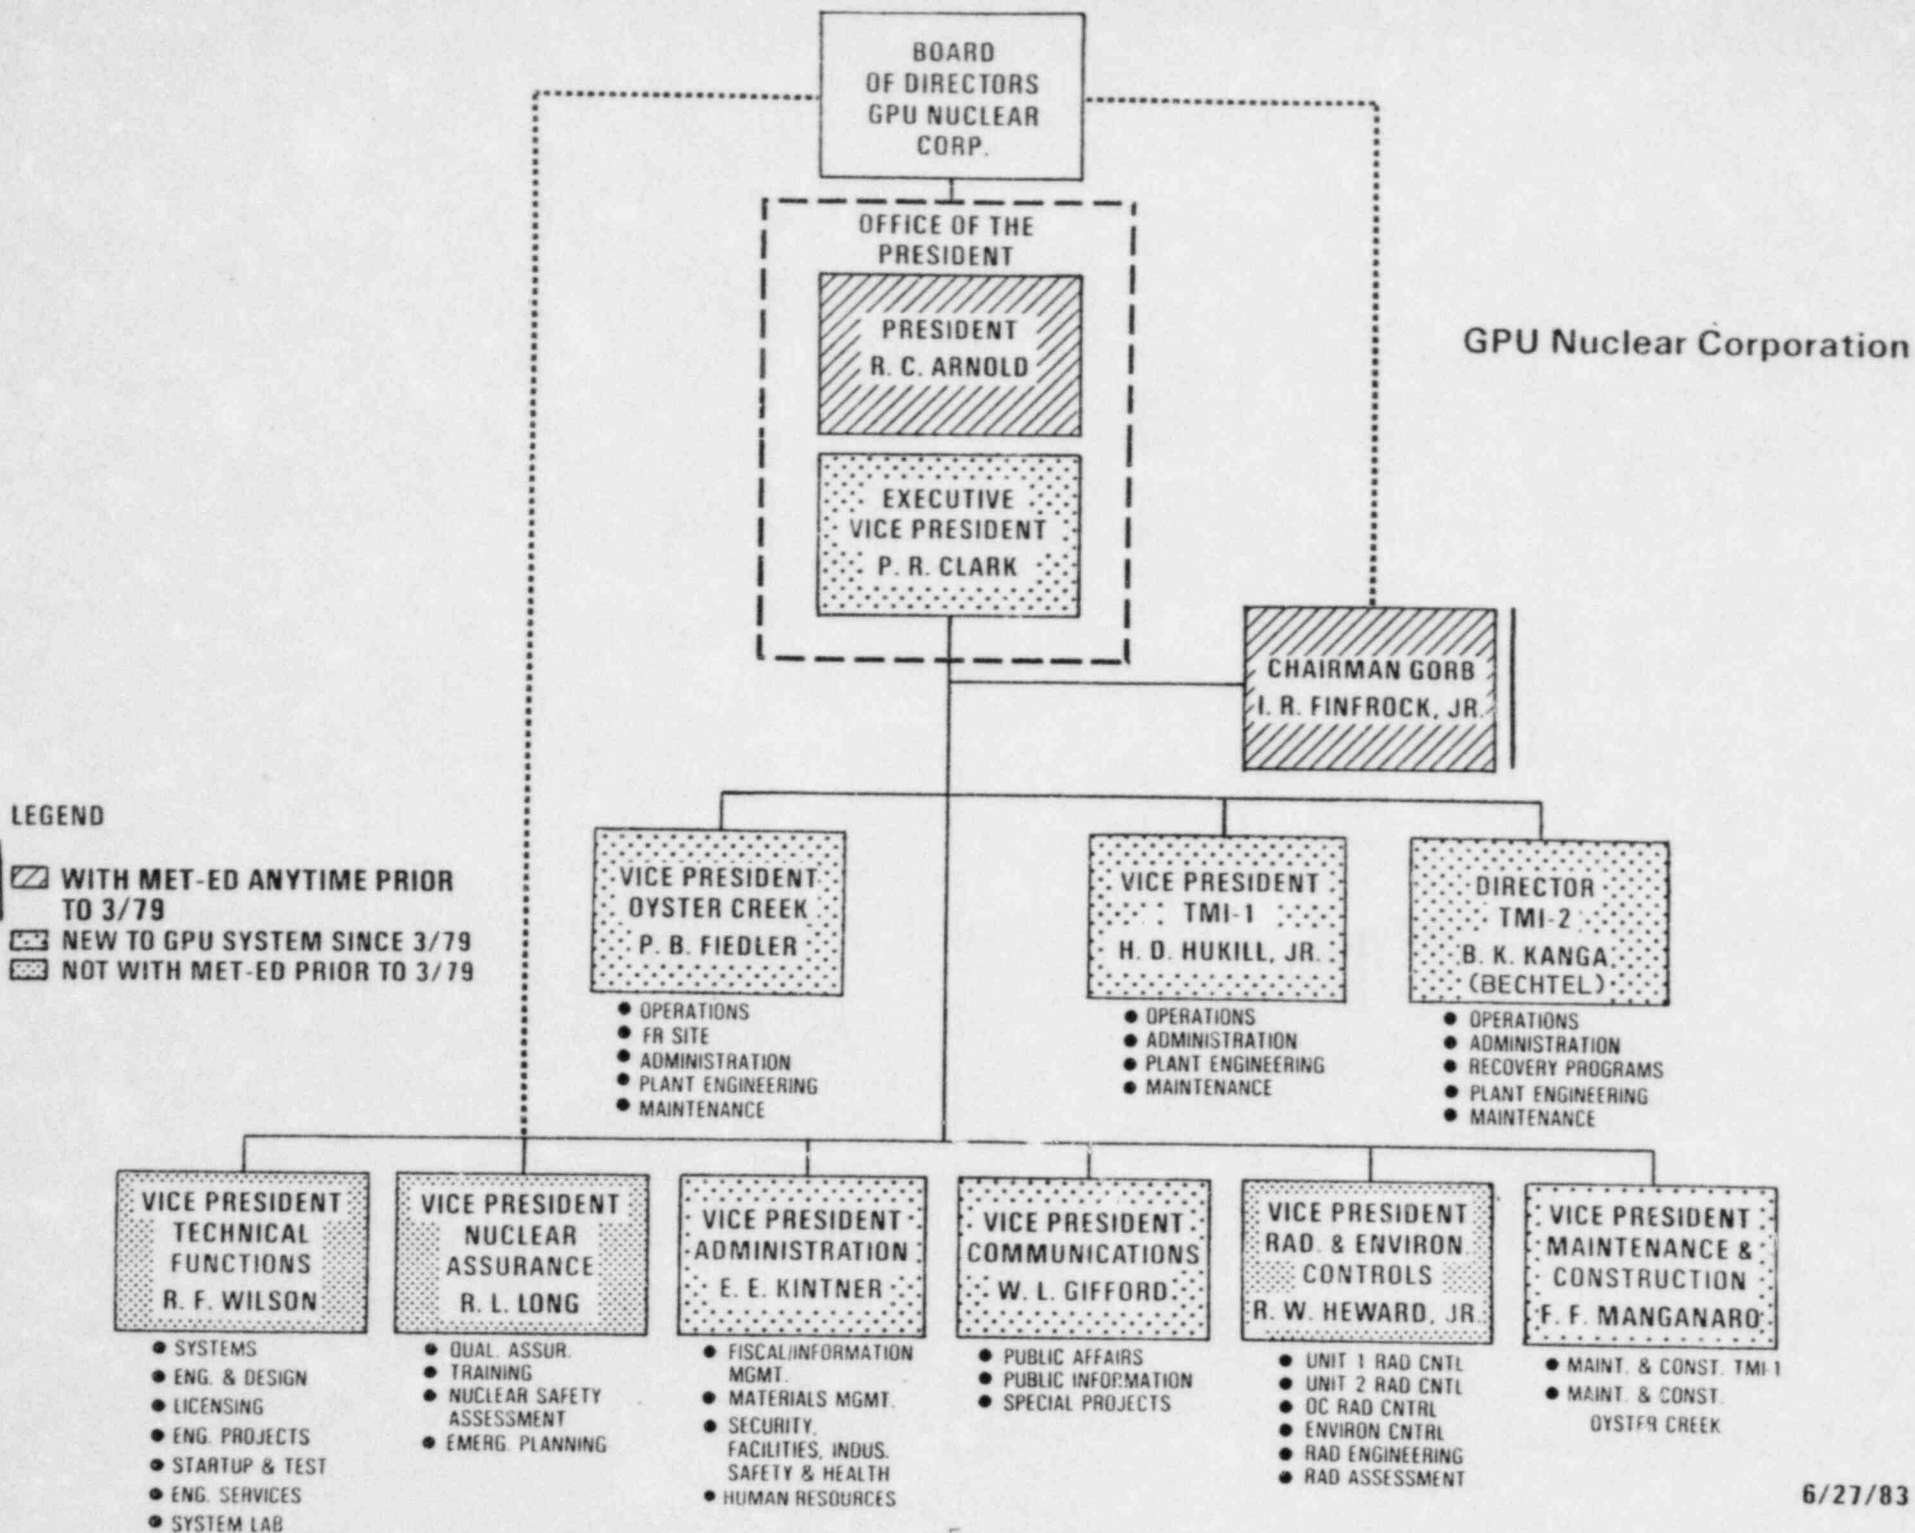 BOARD
OF DIRECTORS
GPU NUCLEAR
CORP.
OFFICE OF THE
PRESIDENT
PRESIDENT
R. C. ARNOLD
GPU Nuclear Corporation
EXECUTIVE
VICE PRESIDENT
P. R. CLARK
CHAIRMAN GORB
I. R. FINFROCK, JR.
LEGEND
WITH MET-ED ANYTIME PRIOR
TO 3/79
NEW TO GPU SYSTEM SINCE 3/79
NOT WITH MET-ED PRIOR TO 3/79
VICE PRESIDENT
OYSTER CREEK
P. B. FIEDLER
● OPERATIONS
● FR SITE
● ADMINISTRATION
● PLANT ENGINEERING
● MAINTENANCE
VICE PRESIDENT
TMI-1
H. D. HUKILL, JR.
● OPERATIONS
● ADMINISTRATION
● PLANT ENGINEERING
● MAINTENANCE
DIRECTOR
TMI-2
B. K. KANGA
(BECHTEL)
● OPERATIONS
● ADMINISTRATION
● RECOVERY PROGRAMS
● PLANT ENGINEERING
● MAINTENANCE
VICE PRESIDENT
TECHNICAL
FUNCTIONS
R. F. WILSON
● SYSTEMS
● ENG. & DESIGN
● LICENSING
● ENG. PROJECTS
● STARTUP & TEST
● ENG. SERVICES
● SYSTEM LAB
VICE PRESIDENT
NUCLEAR
ASSURANCE
R. L. LONG
● QUAL. ASSUR.
● TRAINING
● NUCLEAR SAFETY
ASSESSMENT
● EMERG. PLANNING
VICE PRESIDENT
ADMINISTRATION
E. E. KINTNER
● FISCAL/INFORMATION
MGMT.
● MATERIALS MGMT.
● SECURITY,
FACILITIES, INDUS.
SAFETY & HEALTH
● HUMAN RESOURCES
VICE PRESIDENT
COMMUNICATIONS
W. L. GIFFORD
● PUBLIC AFFAIRS
● PUBLIC INFORMATION
● SPECIAL PROJECTS
VICE PRESIDENT
RAD. & ENVIRON.
CONTROLS
R. W. HEWARD, JR.
● UNIT 1 RAD CNTL
● UNIT 2 RAD CNTL
● OC RAD CNTRL
● ENVIRON CNTRL
● RAD ENGINEERING
● RAD ASSESSMENT
VICE PRESIDENT
MAINTENANCE &
CONSTRUCTION
F. F. MANGANARO
● MAINT. & CONST. TMI-1
● MAINT. & CONST.
OYSTER CREEK
6/27/83